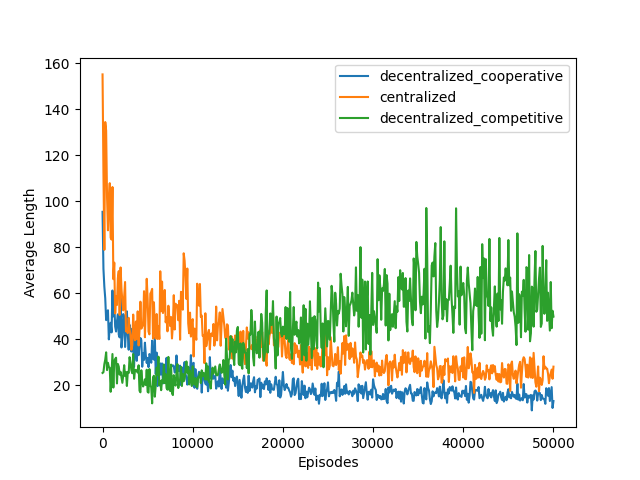 160
140
120
100
80
60
40
20
Average Length
decentralized_cooperative
centralized
decentralized_competitive
0 10000 20000 30000 40000 50000
Episodes